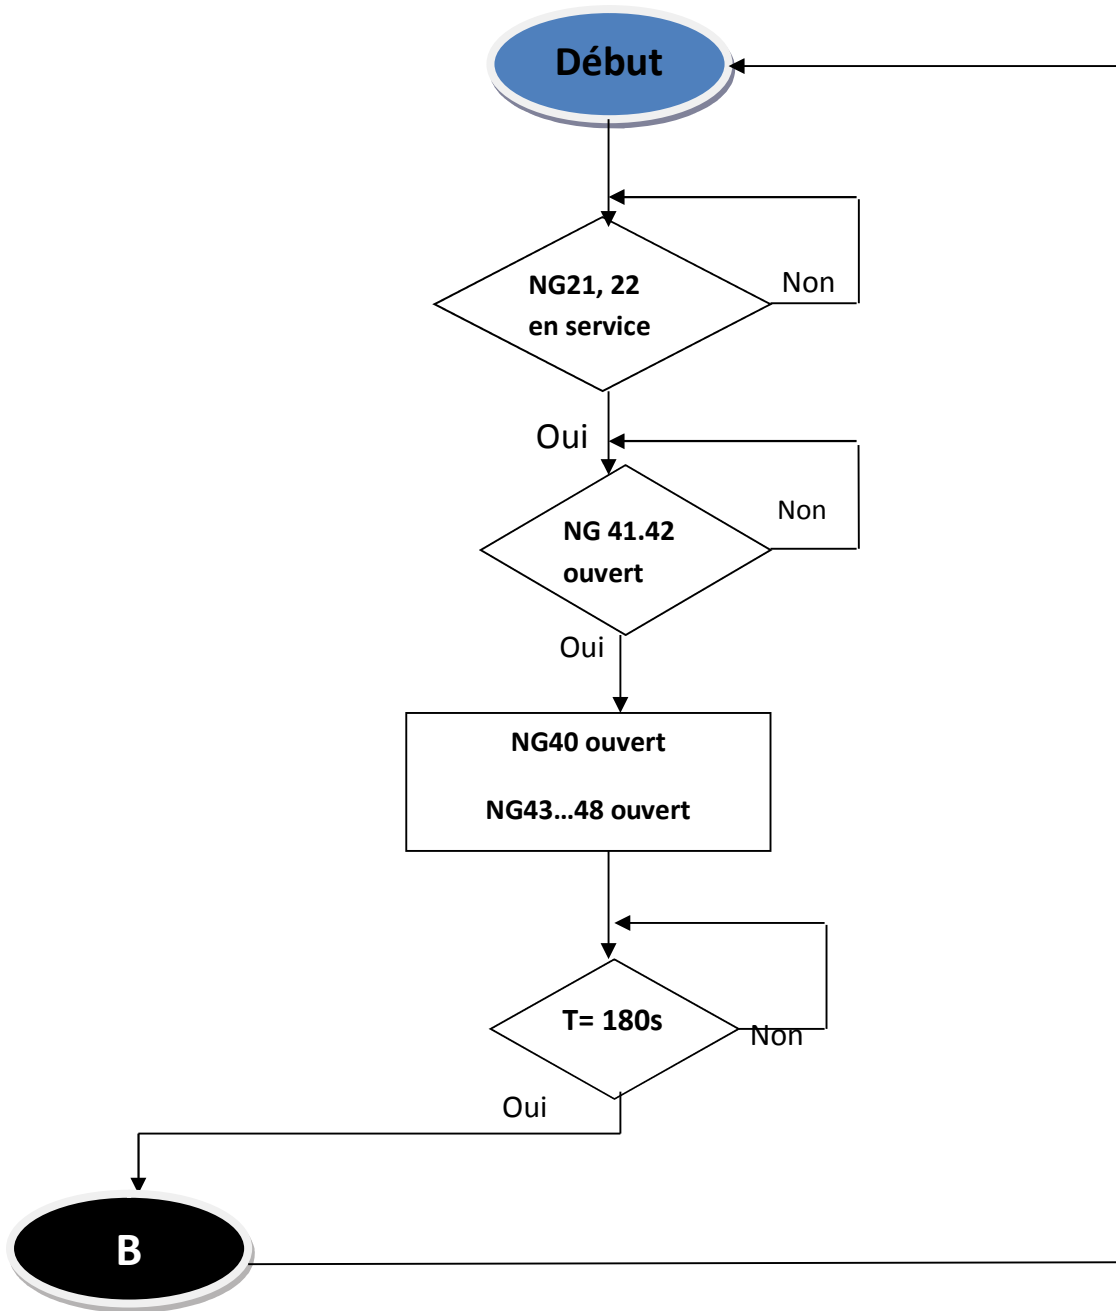 Début
NG21, 22
en service
Non
Oui
NG 41.42
ouvert
Non
Oui
NG40 ouvert
NG43...48 ouvert
T= 180s
Non
Oui
B